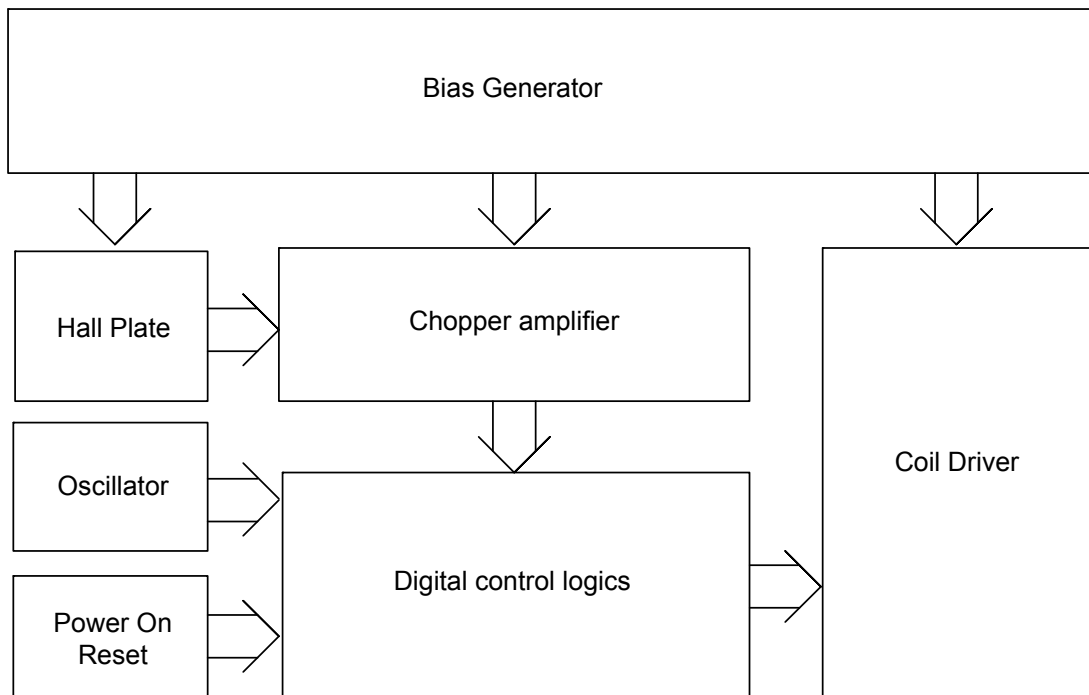 Bias Generator
Hall Plate
Chopper amplifier
Oscillator
Coil Driver
Digital control logics
Power On
Reset